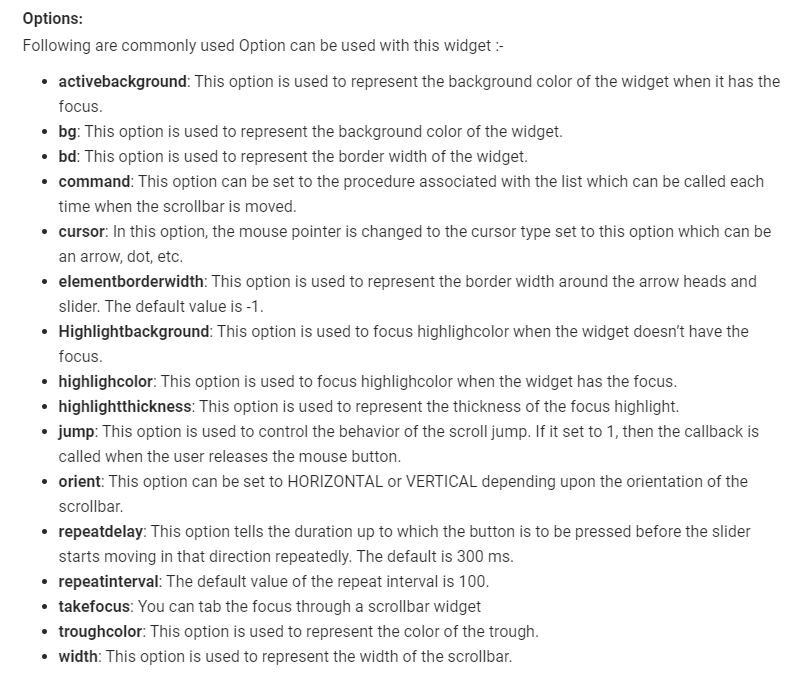 Options:
Following are commonly used Option can be used with this widget :-
• activebackground: This option is used to represent the background color of the widget when it has the
focus.
• bg: This option is used to represent the background color of the widget.
• bd: This option is used to represent the border width of the widget.
• command: This option can be set to the procedure associated with the list which can be called each
time when the scrollbar is moved.
• cursor: In this option, the mouse pointer is changed to the cursor type set to this option which can be
an arrow, dot, etc.
• elementborderwidth: This option is used to represent the border width around the arrow heads and
slider. The default value is -1.
• Highlightbackground: This option is used to focus highlighcolor when the widget doesn’t have the
focus.
• highlighcolor: This option is used to focus highlighcolor when the widget has the focus.
• highlightthickness: This option is used to represent the thickness of the focus highlight.
• jump: This option is used to control the behavior of the scroll jump. If it set to 1, then the callback is
called when the user releases the mouse button.
• orient: This option can be set to HORIZONTAL or VERTICAL depending upon the orientation of the
scrollbar.
• repeatdelay: This option tells the duration up to which the button is to be pressed before the slider
starts moving in that direction repeatedly. The default is 300 ms.
• repeatinterval: The default value of the repeat interval is 100.
• takefocus: You can tab the focus through a scrollbar widget
• troughcolor: This option is used to represent the color of the trough.
• width: This option is used to represent the width of the scrollbar.